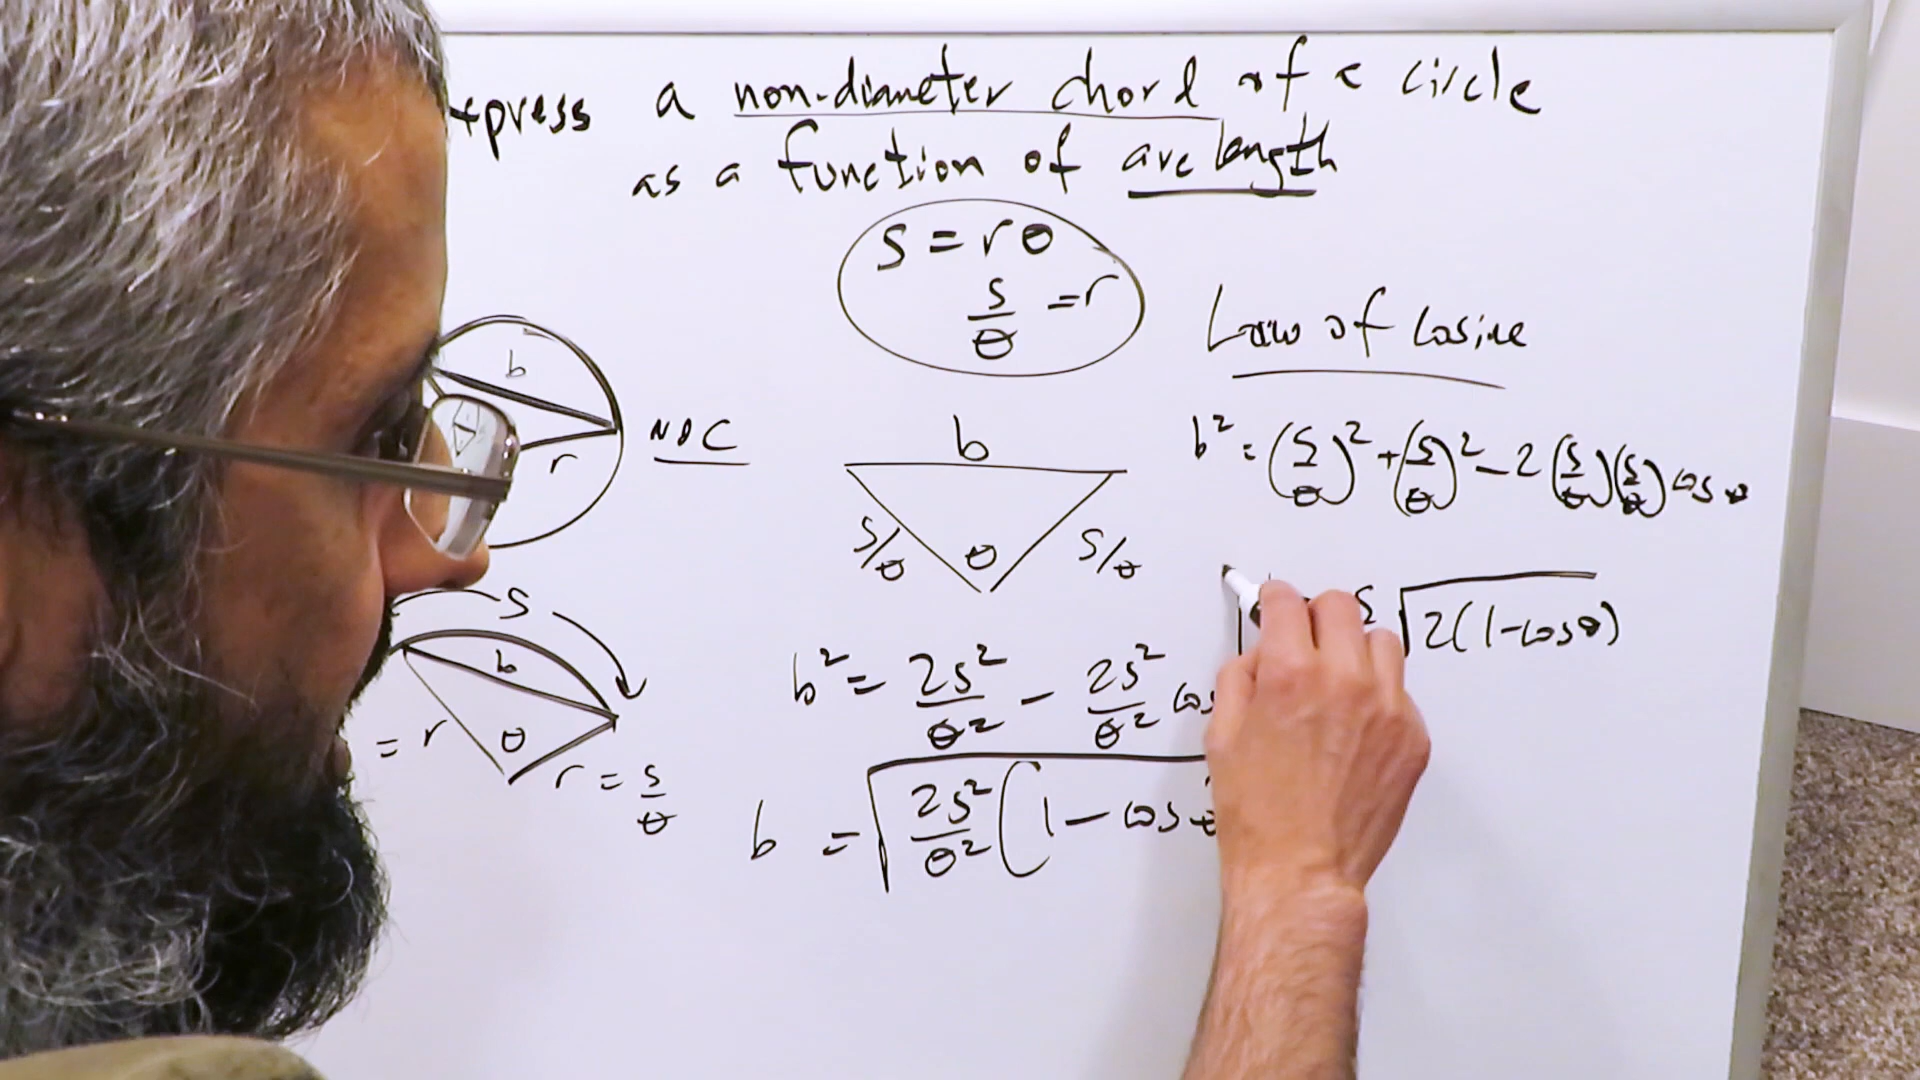 xpress a non-diameter chord of a circle
as a function of arc length
S = rθ
S/θ = r
Law of Cosine
b
r
NDC
b
S/θ θ S/θ
b² = (S/θ)² + (S/θ)² - 2(S/θ)(S/θ) cos θ
S
b
= r θ
r = S/θ
b² = 2S²/θ² - 2S²/θ² cos
b = √(2S²/θ² (1 - cos θ
S √2(1-cosθ)